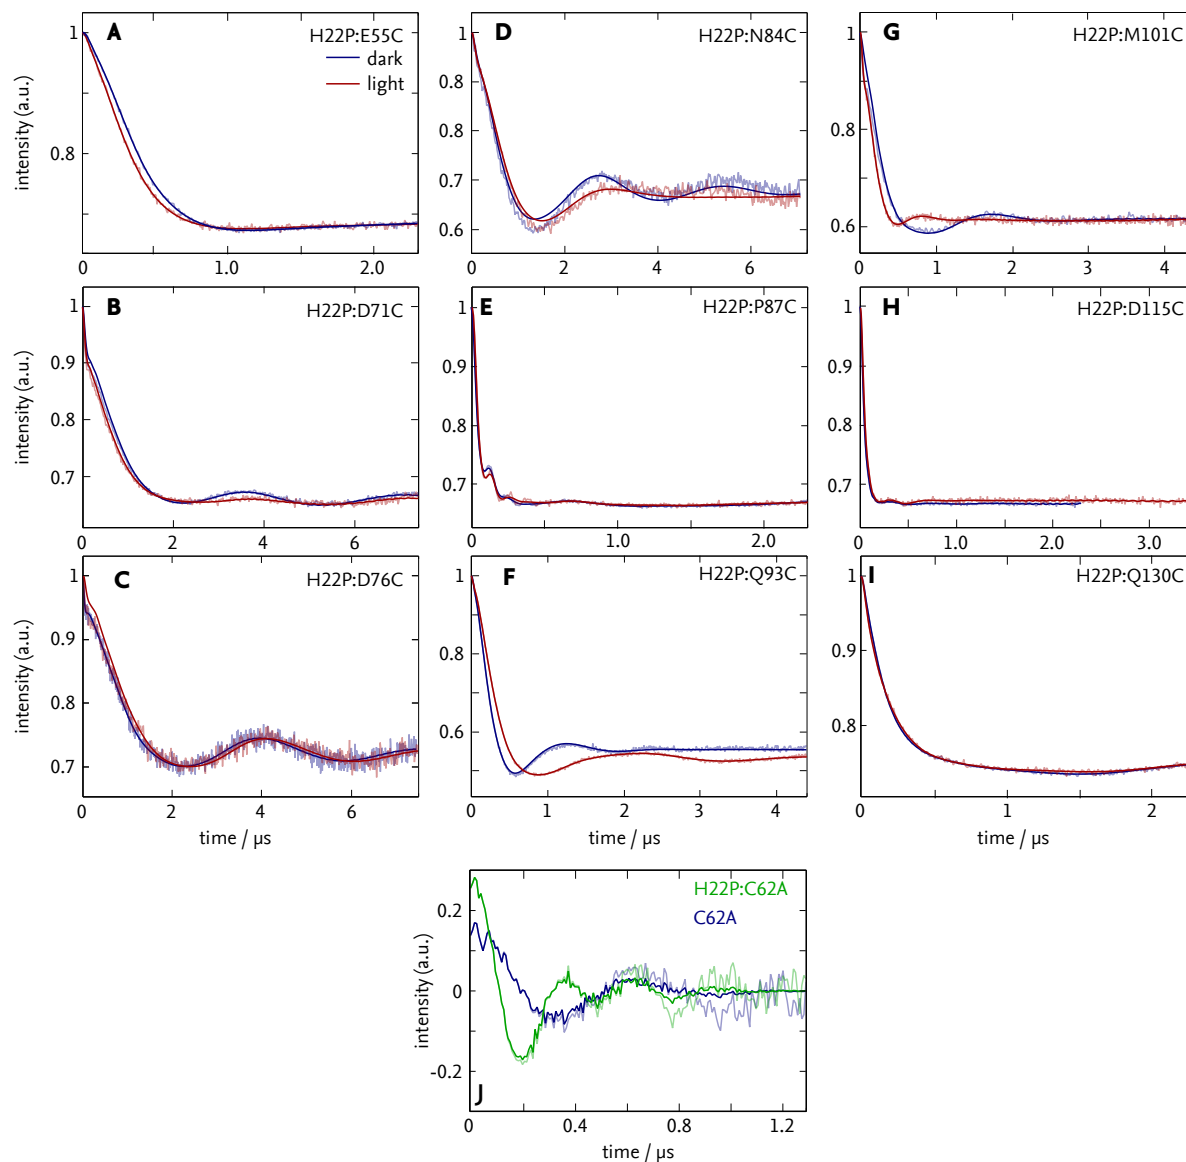 A
H22P:E55C
dark
light
intensity (a.u.)
1
0.8
0
1.0
2.0
D
H22P:N84C
1
0.8
0.8
0.7
0.6
0
2
4
6
G
H22P:M101C
1
0.8
0.6
0
1
2
3
4
B
H22P:D71C
intensity (a.u.)
1
0.9
0.8
0.7
0
2
4
6
E
H22P:P87C
1
0.9
0.8
0.7
0
1.0
2.0
H
H22P:D115C
1
0.9
0.8
0.7
0
1.0
2.0
3.0
C
H22P:D76C
intensity (a.u.)
1
0.9
0.8
0.7
0
2
4
6
time / µs
F
H22P:Q93C
1
0.8
0.6
0
1
2
3
4
time / µs
I
H22P:Q130C
1
0.9
0.8
0
1
2
time / µs
H22P:C62A
C62A
intensity (a.u.)
0.2
0
-0.2
J
0
0.4
0.8
1.2
time / µs